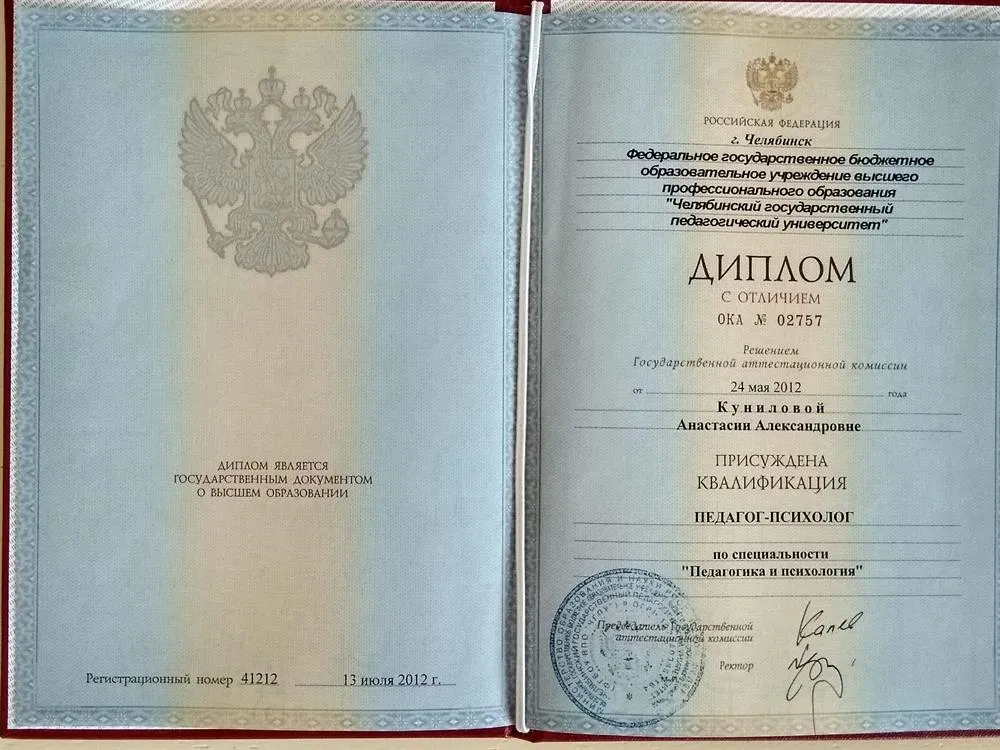 ДИПЛОМ ЯВЛЯЕТСЯ
ГОСУДАРСТВЕННЫМ ДОКУМЕНТОМ
О ВЫСШЕМ ОБРАЗОВАНИИ
Регистрационный номер 41212 13 июля 2012 г.
РОССИЙСКАЯ ФЕДЕРАЦИЯ
г. Челябинск
Федеральное государственное бюджетное
образовательное учреждение высшего
профессионального образования
"Челябинский государственный
педагогический университет"
ДИПЛОМ
С ОТЛИЧИЕМ
ОКА № 02757
Решением
Государственной аттестационной комиссии
от 24 мая 2012 года
Куниловой
Анастасии Александровне
ПРИСУЖДЕНА
КВАЛИФИКАЦИЯ
ПЕДАГОГ-ПСИХОЛОГ
по специальности
"Педагогика и психология"
Председатель Государственной
аттестационной комиссии
Ректор